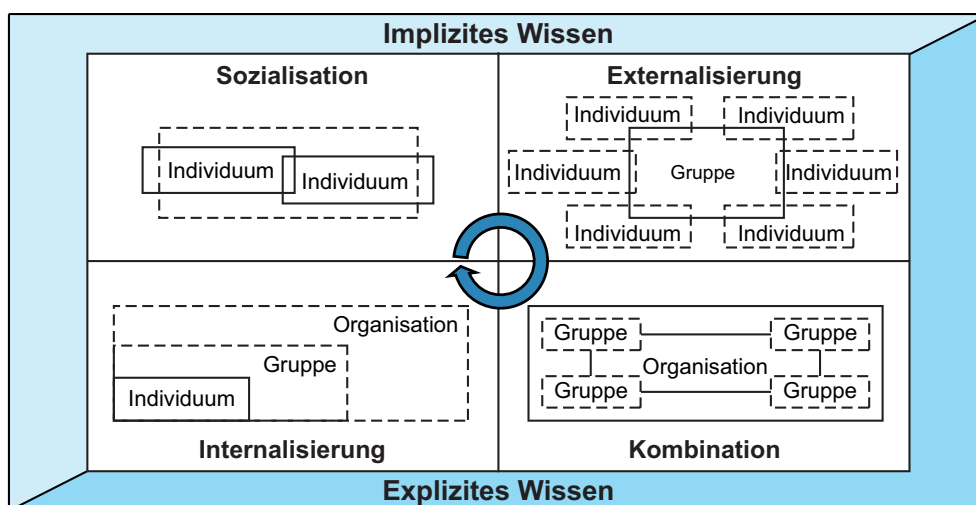 Implizites Wissen
Sozialisation
Individuum
Individuum
Externalisierung
Individuum Individuum
Individuum Gruppe Individuum
Individuum Individuum
Organisation
Gruppe
Individuum
Internalisierung
Gruppe Gruppe
Organisation
Gruppe Gruppe
Kombination
Explizites Wissen